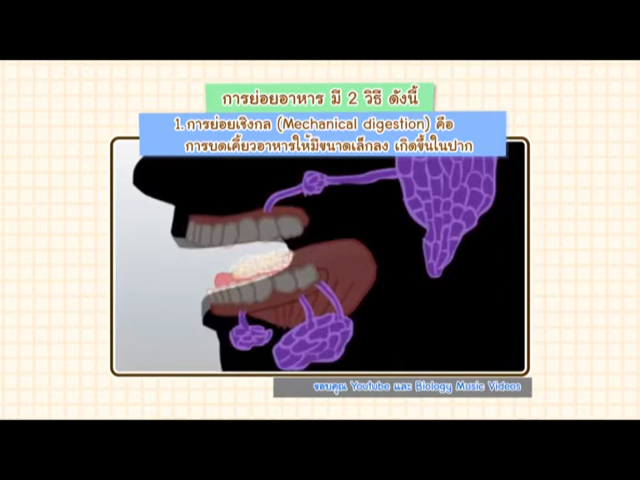 การย่อยอาหาร มี 2 วิธี ดังนี้
1. การย่อยเชิงกล (Mechanical digestion) คือ
การบดเคี้ยวอาหารให้มีขนาดเล็กลง เกิดขึ้นในปาก
ขอบคุณ Youtube และ Biology Music Videos